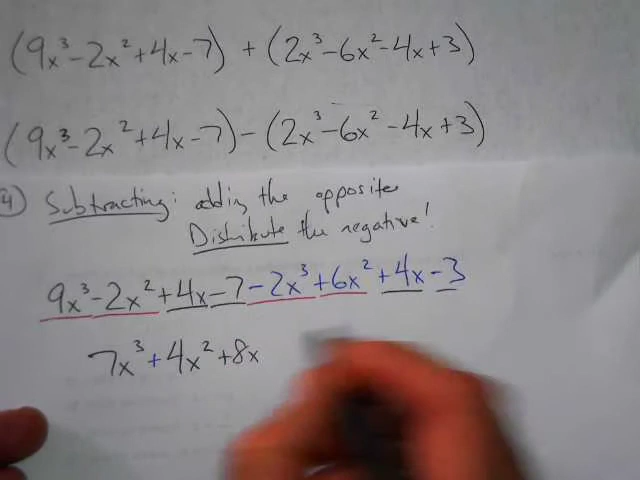 (9x³-2x²+4x-7) + (2x³-6x²-4x+3)
(9x³-2x²+4x-7) - (2x³-6x²-4x+3)
4) Subtracting: adding the opposite
Distribute the negative!
9x³-2x²+4x-7-2x³+6x²+4x-3
7x³+4x²+8x